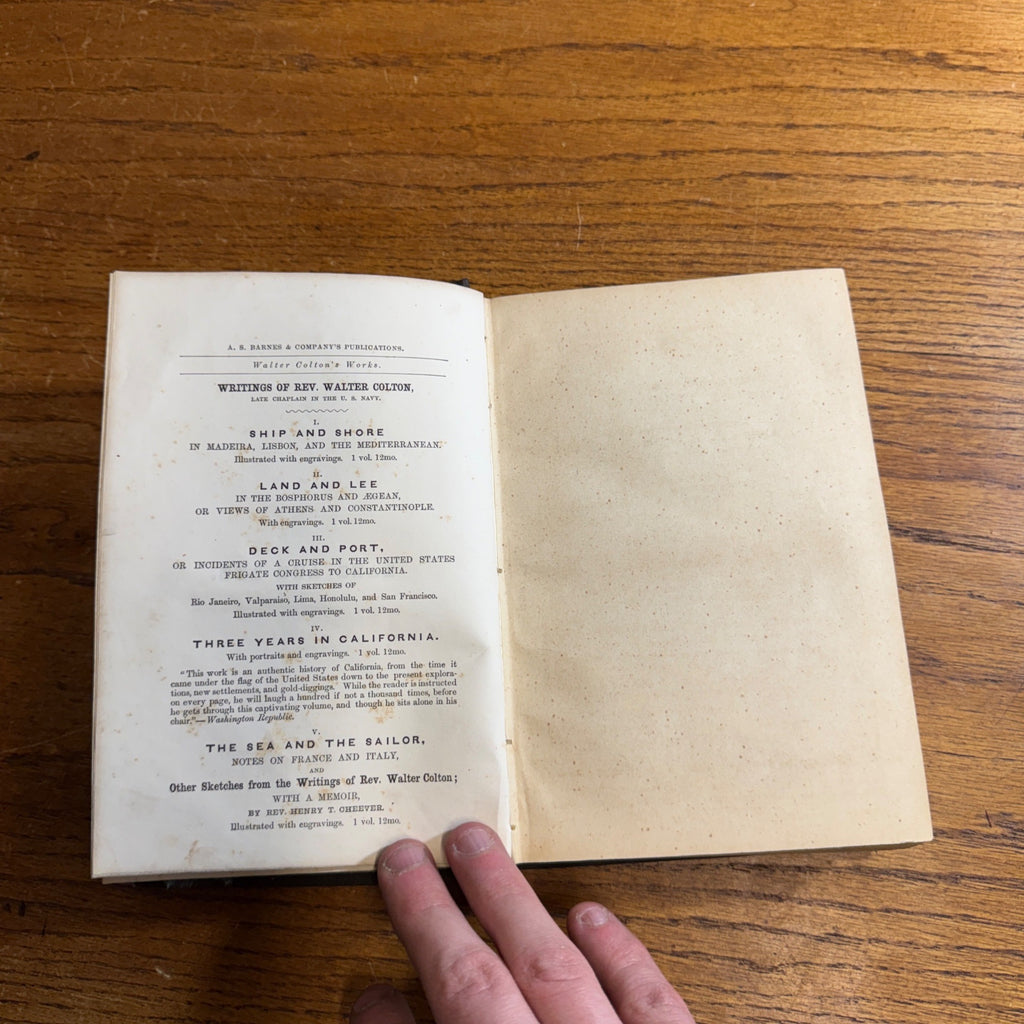 A. S. BARNES & COMPANY'S PUBLICATIONS.
Walter Colton's Works.
WRITINGS OF REV. WALTER COLTON,
LATE CHAPLAIN IN THE U. S. NAVY.
I.
SHIP AND SHORE
IN MADEIRA, LISBON, AND THE MEDITERRANEAN.
Illustrated with engravings. 1 vol. 12mo.
II.
LAND AND LEE
IN THE BOSPHORUS AND ÆGEAN,
OR VIEWS OF ATHENS AND CONSTANTINOPLE.
With engravings. 1 vol. 12mo.
III.
DECK AND PORT,
OR INCIDENTS OF A CRUISE IN THE UNITED STATES
FRIGATE CONGRESS TO CALIFORNIA.
WITH SKETCHES OF
Rio Janeiro, Valparaiso, Lima, Honolulu, and San Francisco.
Illustrated with engravings. 1 vol. 12mo.
IV.
THREE YEARS IN CALIFORNIA.
With portraits and engravings. 1 vol. 12mo.
"This work is an authentic history of California, from the time it
came under the flag of the United States down to the present explora-
tions, new settlements, and gold-diggings. While the reader is instructed
on every page, he will laugh a hundred if not a thousand times, before
he gets through this captivating volume, and though he sits alone in his
chair."—Washington Republic.
V.
THE SEA AND THE SAILOR,
NOTES ON FRANCE AND ITALY,
AND
Other Sketches from the Writings of Rev. Walter Colton;
WITH A MEMOIR,
BY REV. HENRY T. CHEEVER.
Illustrated with engravings. 1 vol. 12mo.